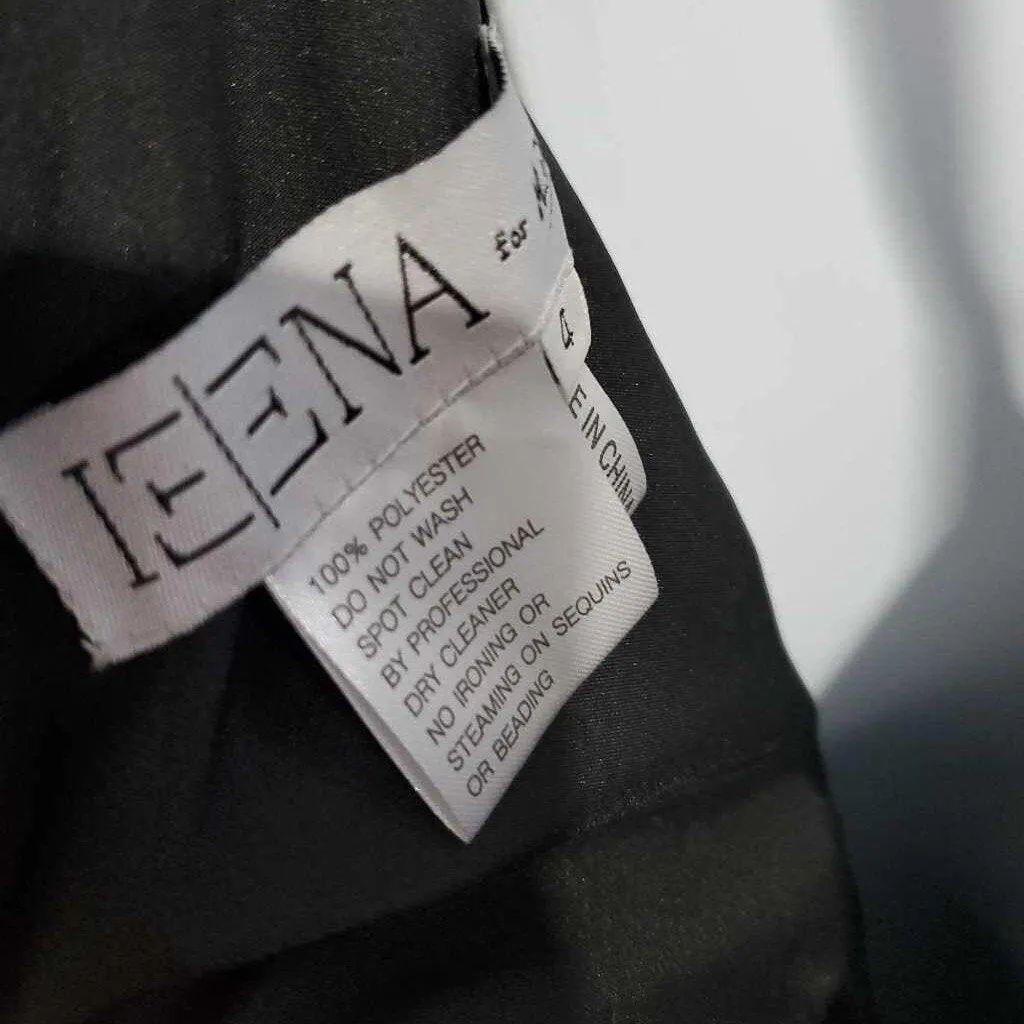 IEENA
for
4
E IN CHIN
100% POLYESTER
DO NOT WASH
SPOT CLEAN
BY PROFESSIONAL
DRY CLEANER
NO IRONING OR
STEAMING ON SEQUINS
OR BEADING